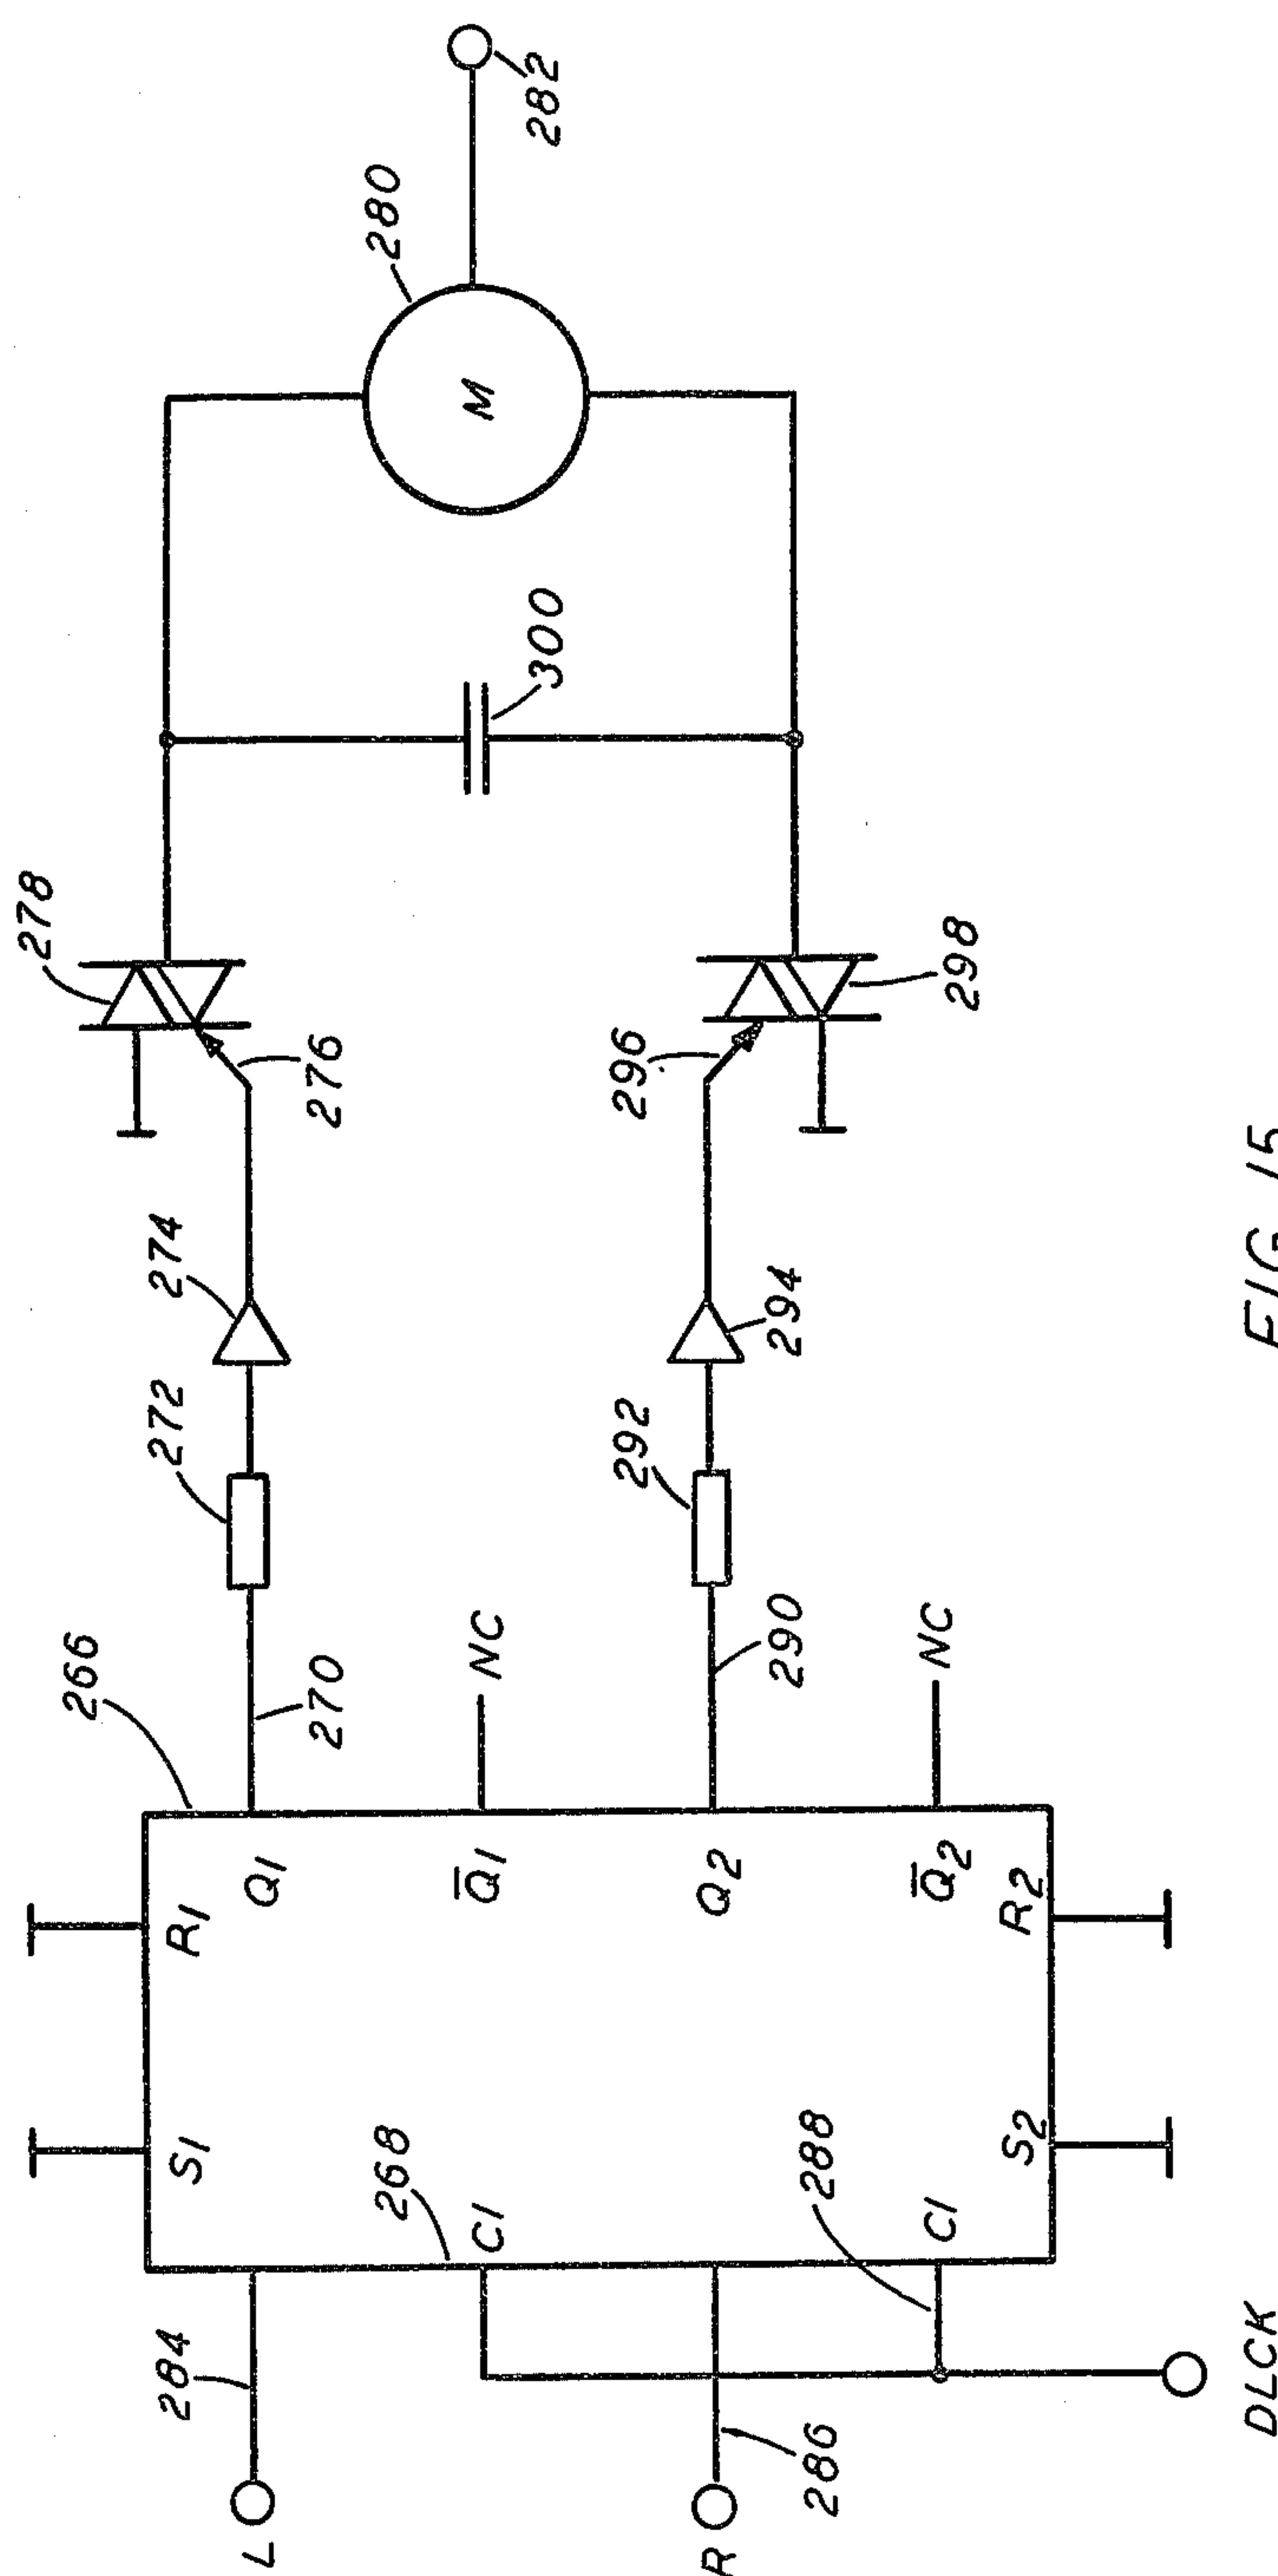 282
280
300
278
276
298
296
274
294
272
292
266
270
NC
290
NC
R1
Q1
Q̅1
Q2
Q̅2
R2
S1
268
C1
288
C1
S2
284
L
286
R
DLCK
FIG. 15